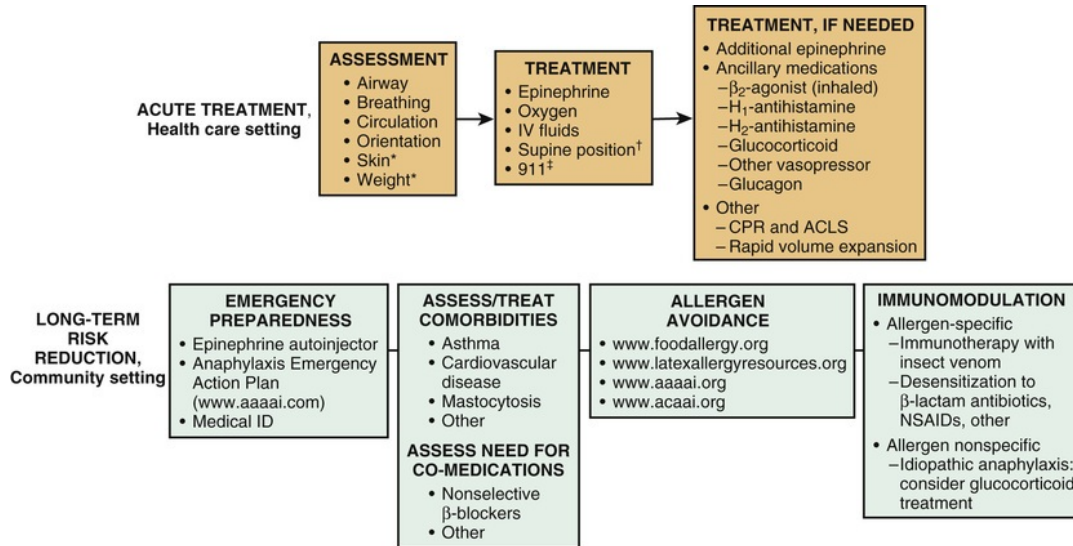 ACUTE TREATMENT,
Health care setting
ASSESSMENT
• Airway
• Breathing
• Circulation
• Orientation
• Skin*
• Weight*
TREATMENT
• Epinephrine
• Oxygen
• IV fluids
• Supine position†
• 911‡
TREATMENT, IF NEEDED
• Additional epinephrine
• Ancillary medications
–β₂-agonist (inhaled)
–H₁-antihistamine
–H₂-antihistamine
–Glucocorticoid
–Other vasopressor
–Glucagon
• Other
–CPR and ACLS
–Rapid volume expansion
LONG-TERM
RISK
REDUCTION,
Community setting
EMERGENCY
PREPAREDNESS
• Epinephrine autoinjector
• Anaphylaxis Emergency
Action Plan
(www.aaaai.com)
• Medical ID
ASSESS/TREAT
COMORBIDITIES
• Asthma
• Cardiovascular
disease
• Mastocytosis
• Other
ASSESS NEED FOR
CO-MEDICATIONS
• Nonselective
β-blockers
• Other
ALLERGEN
AVOIDANCE
• www.foodallergy.org
• www.latexallergyresources.org
• www.aaaai.org
• www.acaai.org
IMMUNOMODULATION
• Allergen-specific
–Immunotherapy with
insect venom
–Desensitization to
β-lactam antibiotics,
NSAIDs, other
• Allergen nonspecific
–Idiopathic anaphylaxis:
consider glucocorticoid
treatment